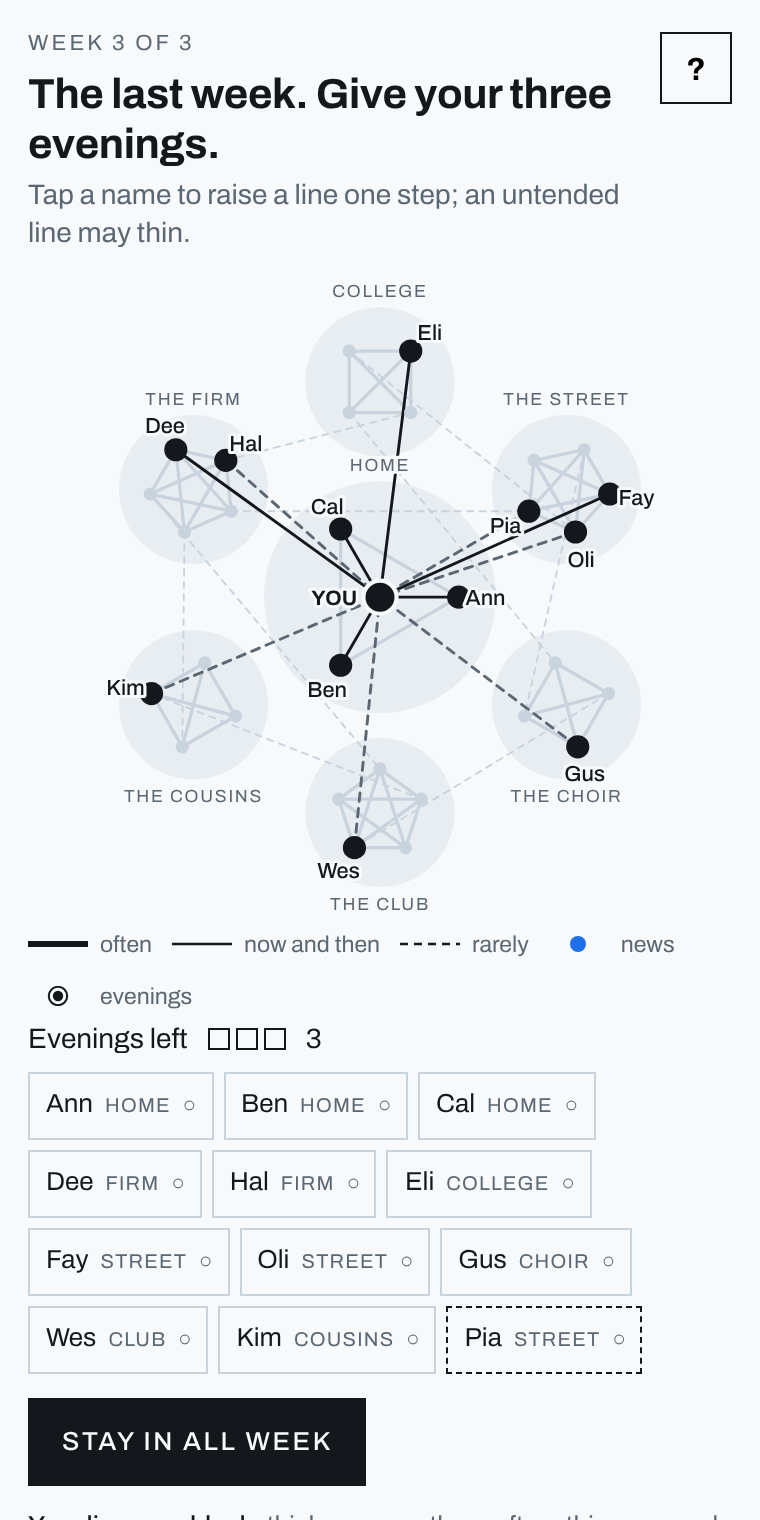 WEEK 3 OF 3
?
The last week. Give your three
evenings.
Tap a name to raise a line one step; an untended
line may thin.
COLLEGE
Eli
THE FIRM
THE STREET
Dee
Hal
HOME
Fay
Cal
Pia
Oli
YOU
Ann
Kim
Ben
Gus
THE COUSINS
THE CHOIR
Wes
THE CLUB
often now and then rarely news
evenings
Evenings left 3
Ann HOME
Ben HOME
Cal HOME
Dee FIRM
Hal FIRM
Eli COLLEGE
Fay STREET
Oli STREET
Gus CHOIR
Wes CLUB
Kim COUSINS
Pia STREET
STAY IN ALL WEEK